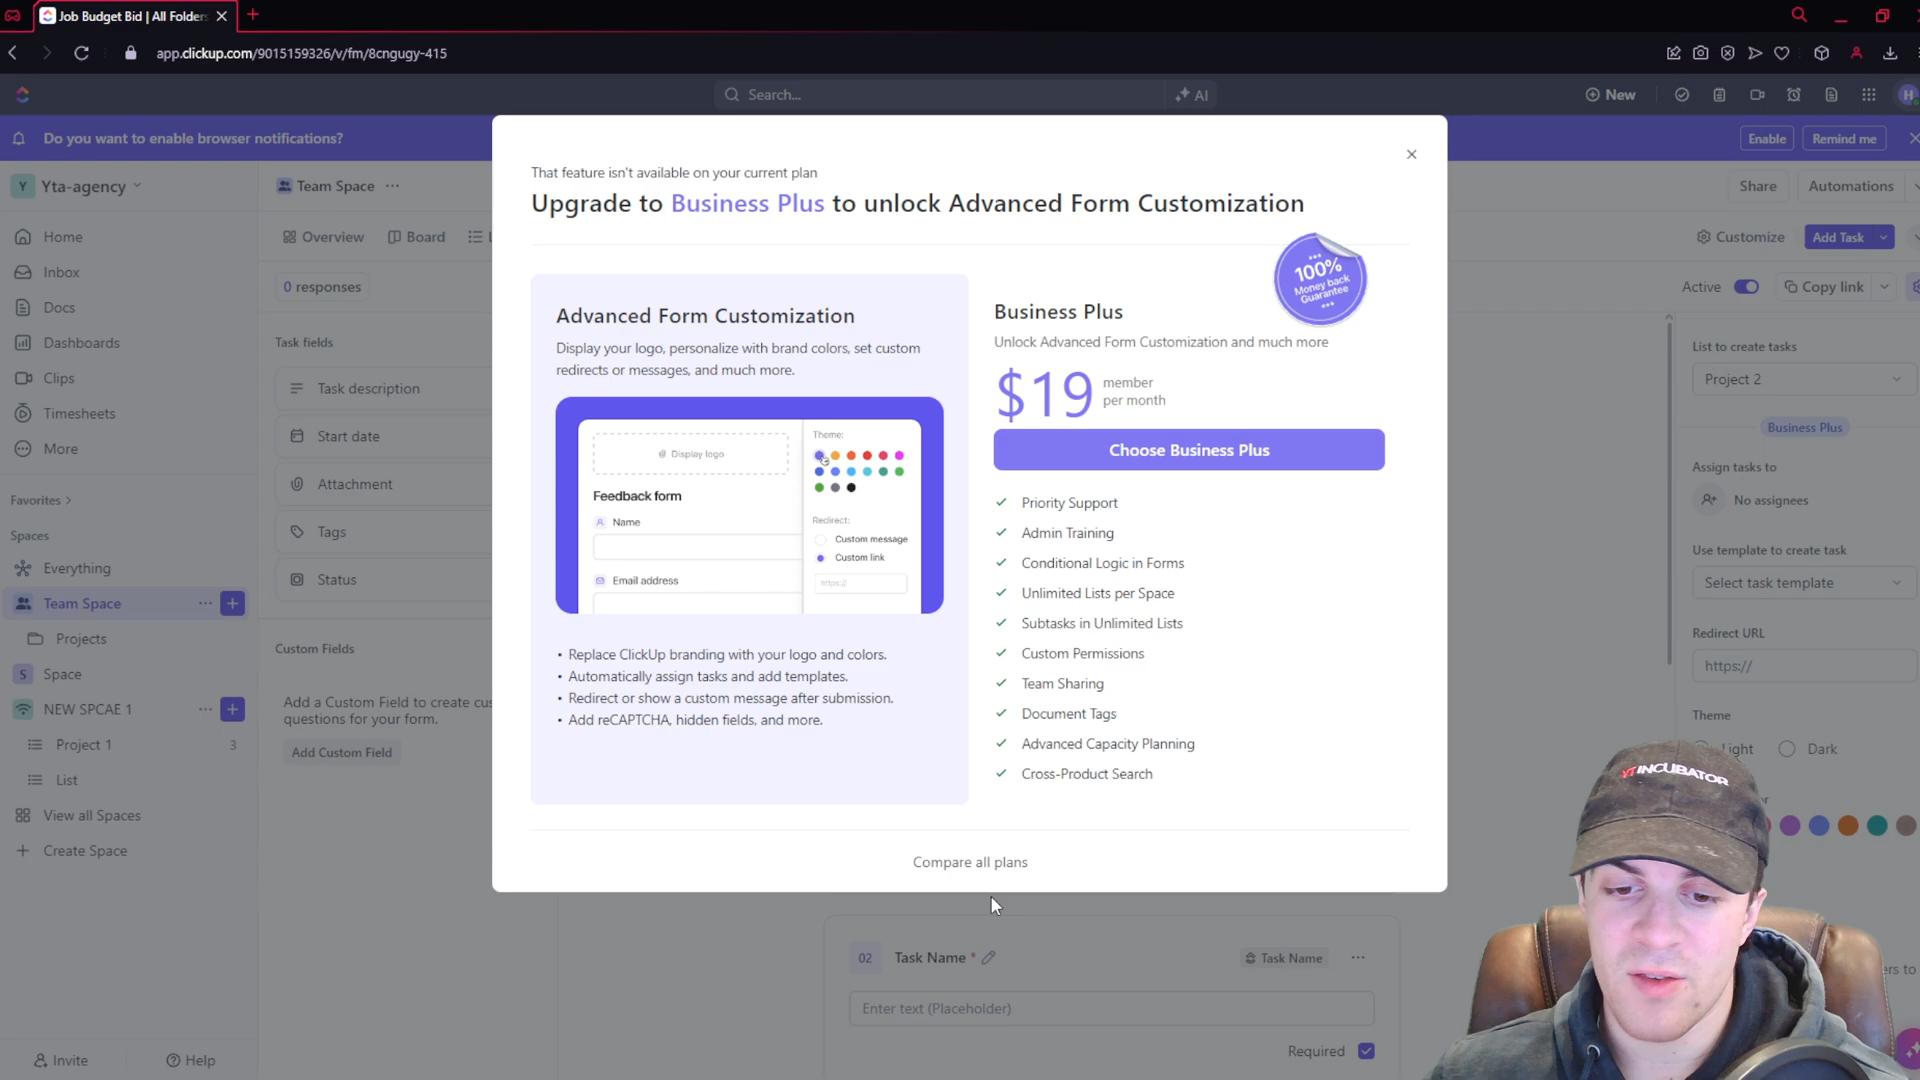 Job Budget Bid | All Folders
app.clickup.com/9015159326/v/fm/8cngugy-415
Search...
AI
New
H
Do you want to enable browser notifications?
Enable
Remind me
Y
Yta-agency
Team Space
Share
Automations
Home
Inbox
Docs
Dashboards
Clips
Timesheets
More
Favorites
Spaces
Everything
Team Space
Projects
S
Space
NEW SPCAE 1
Project 1
3
List
View all Spaces
Create Space
Invite
Help
Overview
Board
L
Customize
Add Task
0 responses
Active
Copy link
Task fields
Task description
Start date
Attachment
Tags
Status
Custom Fields
Add a Custom Field to create cus
questions for your form.
Add Custom Field
That feature isn't available on your current plan
Upgrade to Business Plus to unlock Advanced Form Customization
Advanced Form Customization
Display your logo, personalize with brand colors, set custom
redirects or messages, and much more.
Display logo
Feedback form
Name
Email address
Theme:
Redirect:
Custom message
Custom link
https://
• Replace ClickUp branding with your logo and colors.
• Automatically assign tasks and add templates.
• Redirect or show a custom message after submission.
• Add reCAPTCHA, hidden fields, and more.
100%
Money back
Guarantee
Business Plus
Unlock Advanced Form Customization and much more
$19
member
per month
Choose Business Plus
Priority Support
Admin Training
Conditional Logic in Forms
Unlimited Lists per Space
Subtasks in Unlimited Lists
Custom Permissions
Team Sharing
Document Tags
Advanced Capacity Planning
Cross-Product Search
Compare all plans
02
Task Name *
Task Name
Enter text (Placeholder)
Required
List to create tasks
Project 2
Business Plus
Assign tasks to
No assignees
Use template to create task
Select task template
Redirect URL
https://
Theme
Light
Dark
YTINCUBATOR
ers to